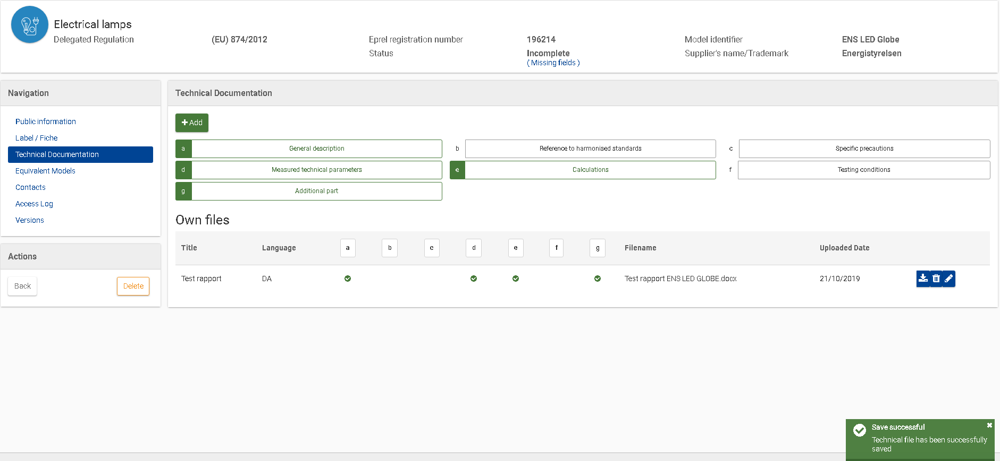 Electrical lamps
Delegated Regulation (EU) 874/2012 Eprel registration number 196214 Model identifier ENS LED Globe
Status Incomplete Supplier's name/Trademark Energistyrelsen
( Missing fields )
Navigation
Public information
Label / Fiche
Technical Documentation
Equivalent Models
Contacts
Access Log
Versions
Actions
Back Delete
Technical Documentation
Add
a General description b Reference to harmonised standards c Specific precautions
d Measured technical parameters e Calculations f Testing conditions
g Additional part
Own files
Title Language a b c d e f g Filename Uploaded Date
Test rapport DA Test rapport ENS LED GLOBE.docx 21/10/2019
Save successful
Technical file has been successfully
saved